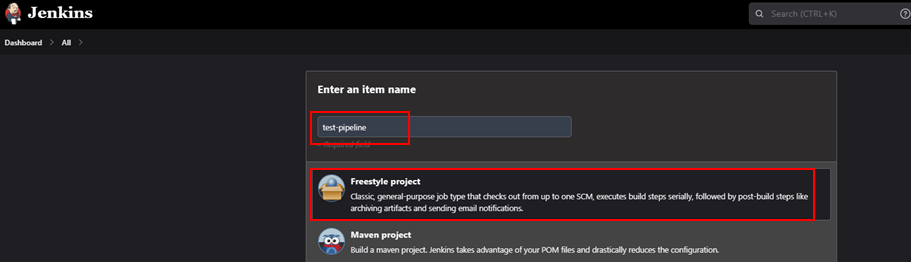 Jenkins
Search (CTRL+K)
?
Dashboard > All >
Enter an item name
test-pipeline
» Required field
Freestyle project
Classic, general-purpose job type that checks out from up to one SCM, executes build steps serially, followed by post-build steps like
archiving artifacts and sending email notifications.
Maven project
Build a maven project. Jenkins takes advantage of your POM files and drastically reduces the configuration.